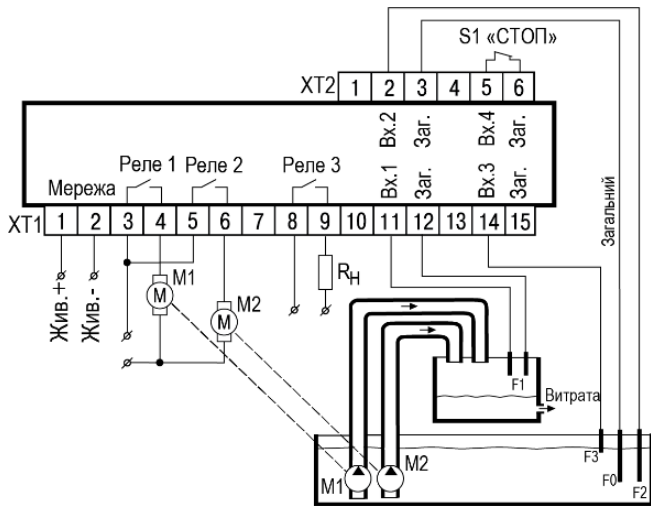 S1 «СТОП»
XT2 1 2 3 4 5 6
Вх.2 Заг. Вх.4 Заг.
Реле 1 Реле 2 Реле 3
Вх.1 Заг. Вх.3 Заг.
Мережа
XT1 1 2 3 4 5 6 7 8 9 10 11 12 13 14 15
Жив.+ Жив.-
M M1
M M2
RH
Загальний
F1
Витрата
M1 M2
F3 F0 F2